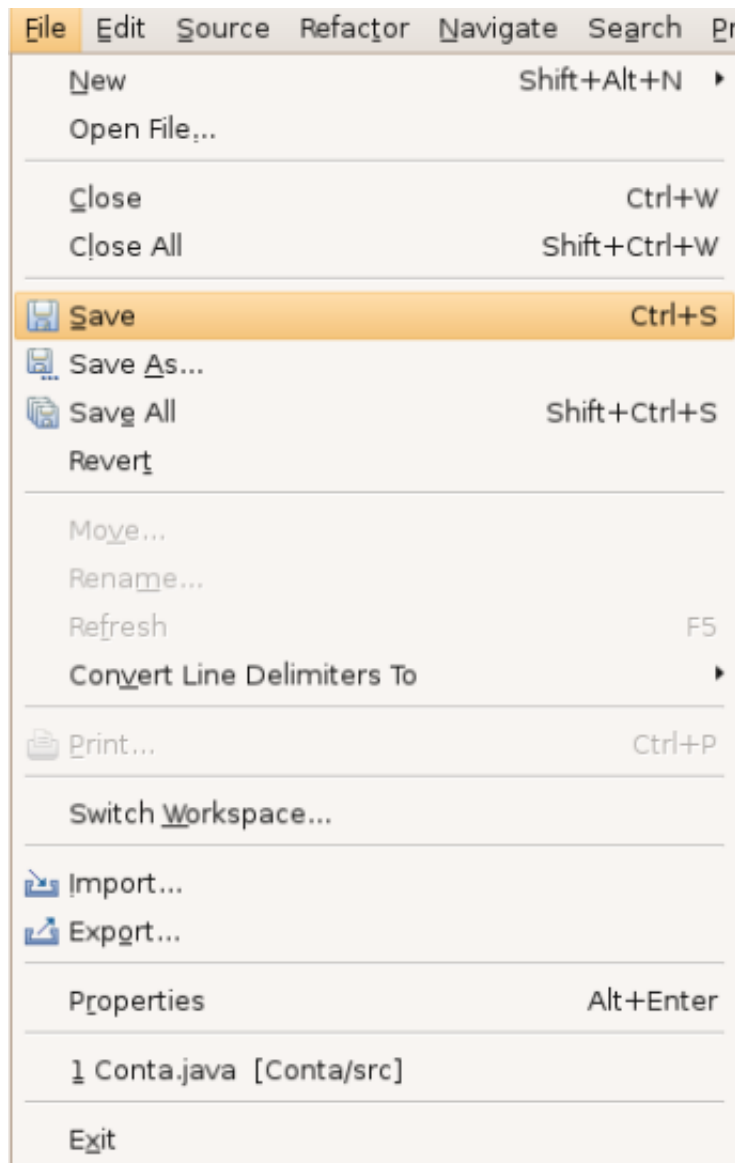 File Edit Source Refactor Navigate Search
New Shift+Alt+N
Open File...
Close Ctrl+W
Close All Shift+Ctrl+W
Save Ctrl+S
Save As...
Save All Shift+Ctrl+S
Revert
Move...
Rename...
Refresh F5
Convert Line Delimiters To
Print... Ctrl+P
Switch Workspace...
Import...
Export...
Properties Alt+Enter
1 Conta.java [Conta/src]
Exit